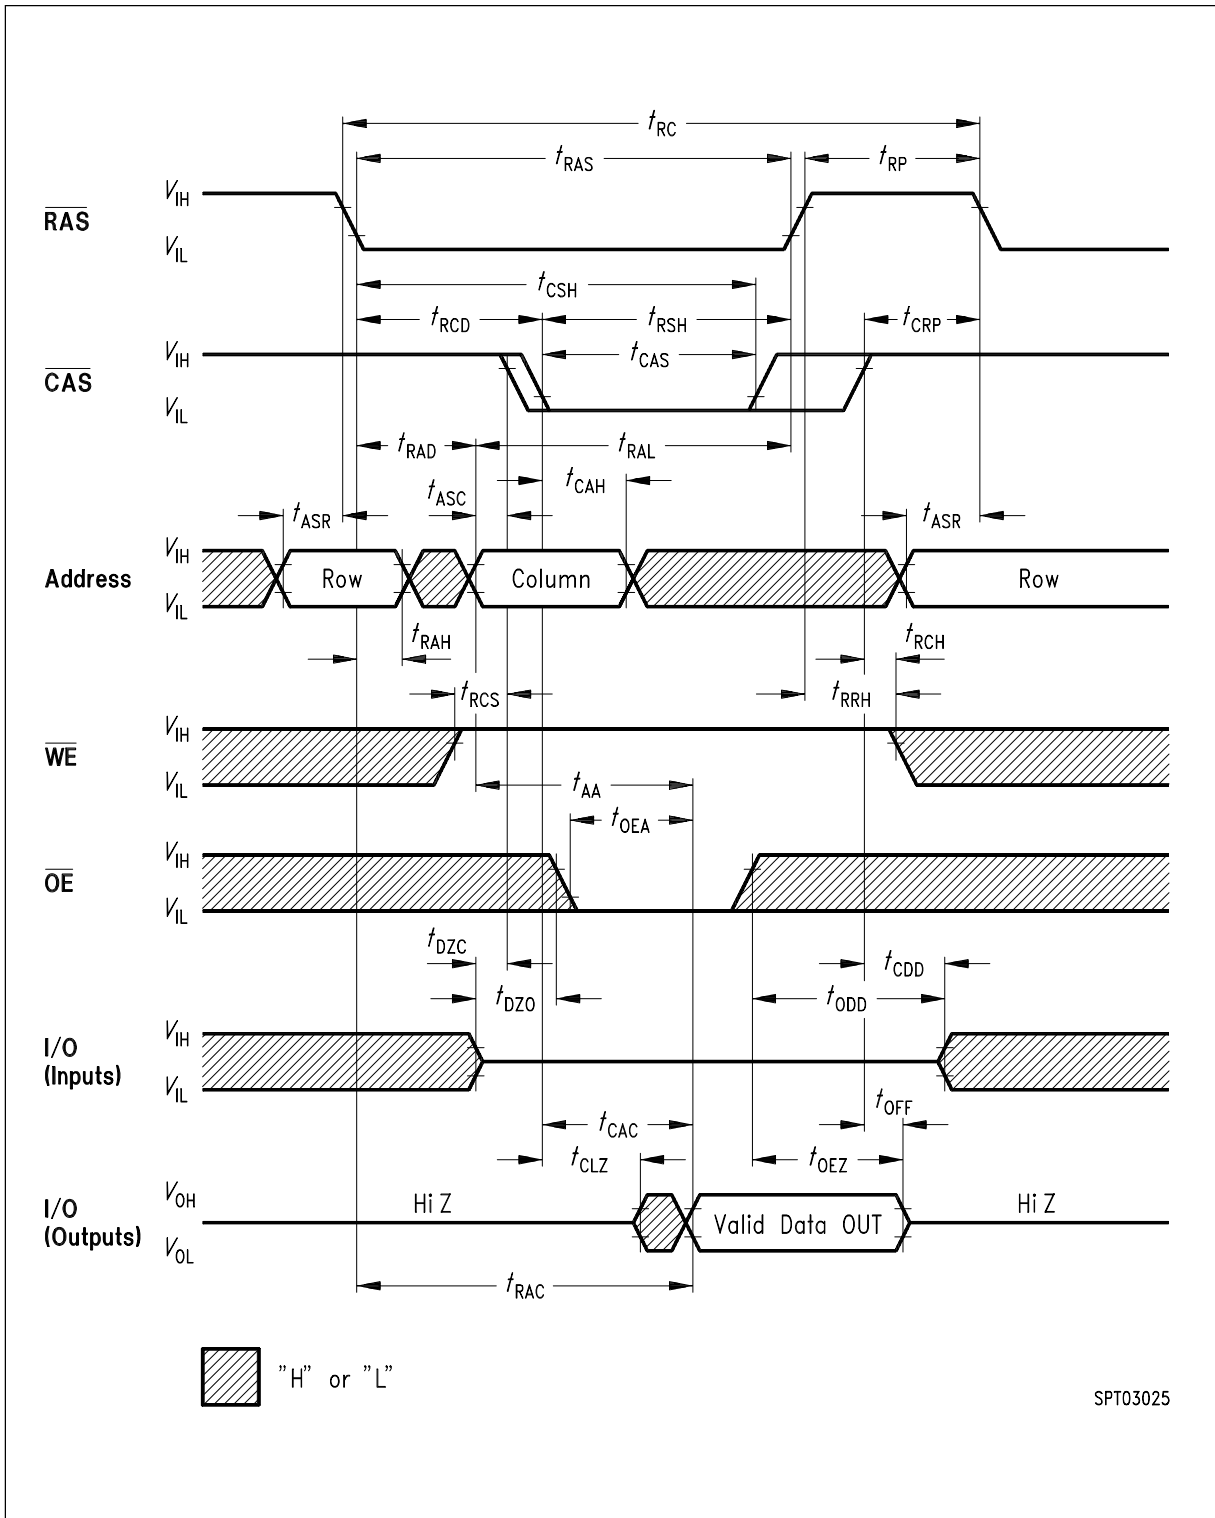 tRC
tRAS
tRP
VIH
RAS
VIL
tCSH
tRCD
tRSH
tCRP
VIH
tCAS
CAS
VIL
tRAD
tRAL
tASC
tCAH
tASR
tASR
VIH
Address
Row
Column
Row
VIL
tRAH
tRCH
tRCS
tRRH
VIH
WE
VIL
tAA
tOEA
VIH
OE
VIL
tDZC
tCDD
tDZO
tODD
VIH
I/O
(Inputs)
VIL
tOFF
tCAC
tCLZ
tOEZ
VOH
I/O
(Outputs)
Hi Z
Valid Data OUT
Hi Z
VOL
tRAC
"H" or "L"
SPT03025